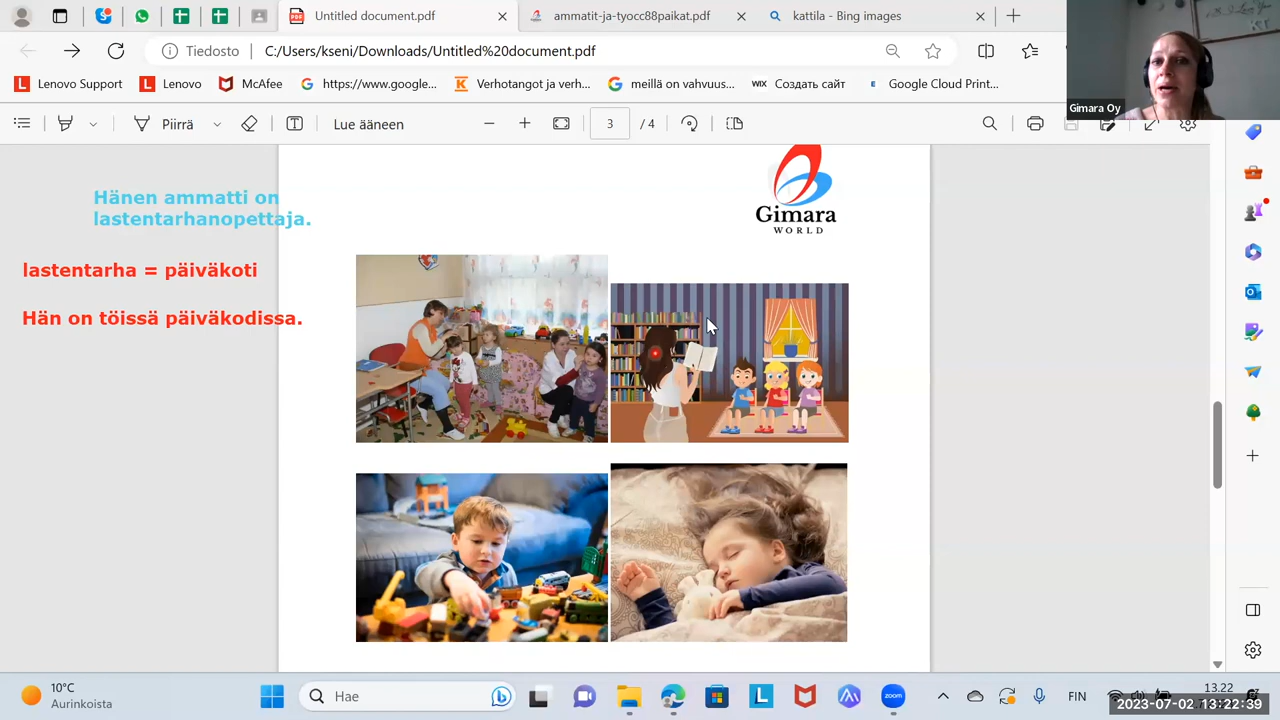 Untitled document.pdf
ammatit-ja-tyocc88paikat.pdf
kattila - Bing images
Tiedosto
C:/Users/kseni/Downloads/Untitled%20document.pdf
Lenovo Support
Lenovo
McAfee
https://www.google...
Verhotangot ja verh...
meillä on vahvuus...
WIX Создать сайт
Google Cloud Print...
Gimara Oy
Piirrä
Lue ääneen
3 / 4
Hänen ammatti on
lastentarhanopettaja.
lastentarha = päiväkoti
Hän on töissä päiväkodissa.
Gimara
WORLD
10°C
Aurinkoista
Hae
zoom
FIN
13.22
2023-07-02 13:22:39